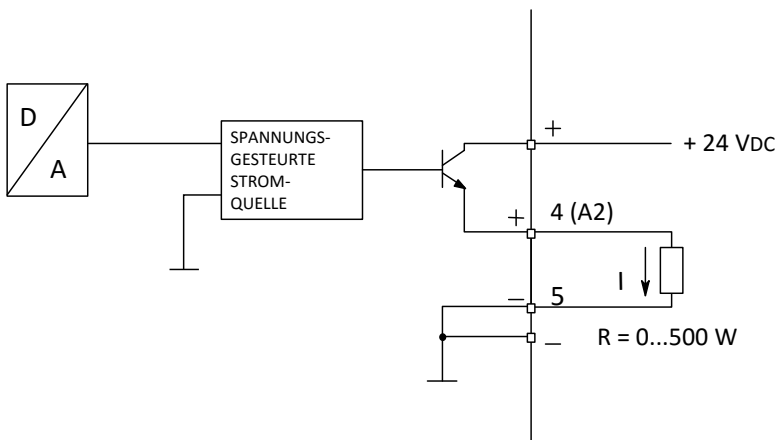 D
A
SPANNUNGS-
GESTEURTE
STROM-
QUELLE
+
+ 24 VDC
+
4 (A2)
I
–
5
–
R = 0...500 W